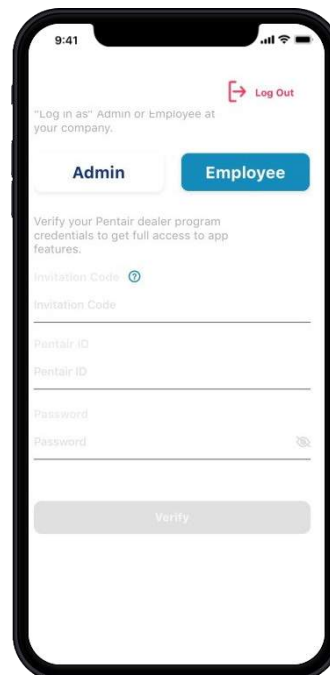 9:41
Log Out
"Log in as" Admin or Employee at
your company.
Admin
Employee
Verify your Pentair dealer program
credentials to get full access to app
features.
Invitation Code
Invitation Code
Pentair ID
Pentair ID
Password
Password
Verify